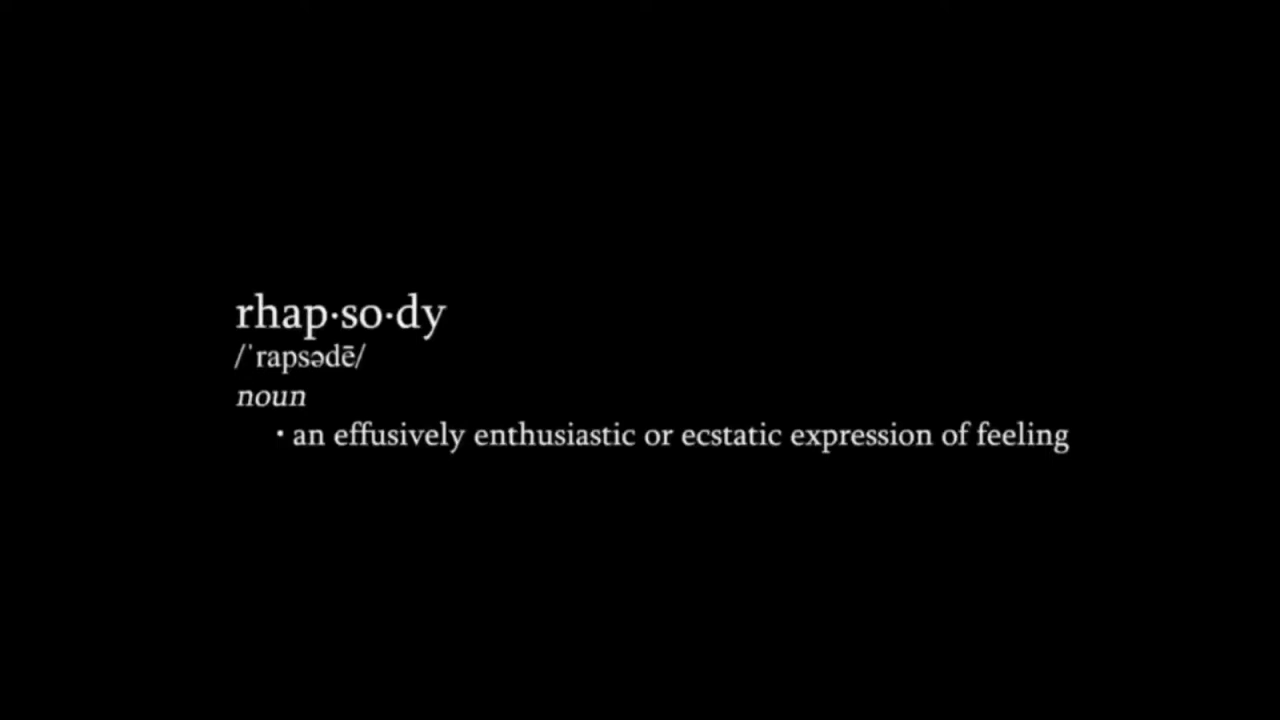 rhap·so·dy
/ˈrapsədē/
noun
• an effusively enthusiastic or ecstatic expression of feeling